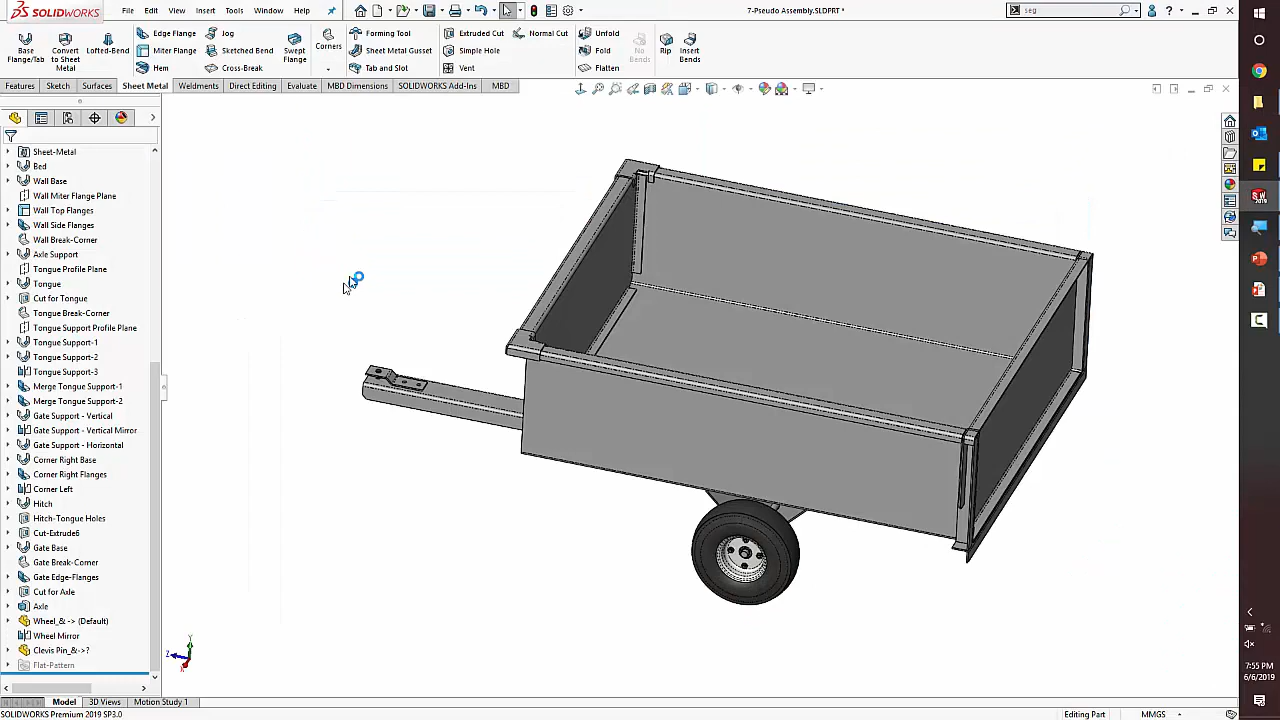 SOLIDWORKS File Edit View Insert Tools Window Help 7-Pseudo Assembly.SLDPRT * seg
Base Flange/Tab Convert to Sheet Metal Lofted-Bend Edge Flange Miter Flange Hem Jog Sketched Bend Cross-Break Swept Flange Corners Forming Tool Sheet Metal Gusset Tab and Slot Extruded Cut Simple Hole Vent Normal Cut Unfold Fold Flatten No Bends Rip Insert Bends
Features Sketch Surfaces Sheet Metal Weldments Direct Editing Evaluate MBD Dimensions SOLIDWORKS Add-Ins MBD
Sheet-Metal
Bed
Wall Base
Wall Miter Flange Plane
Wall Top Flanges
Wall Side Flanges
Wall Break-Corner
Axle Support
Tongue Profile Plane
Tongue
Cut for Tongue
Tongue Break-Corner
Tongue Support Profile Plane
Tongue Support-1
Tongue Support-2
Tongue Support-3
Merge Tongue Support-1
Merge Tongue Support-2
Gate Support - Vertical
Gate Support - Vertical Mirror
Gate Support - Horizontal
Corner Right Base
Corner Right Flanges
Corner Left
Hitch
Hitch-Tongue Holes
Cut-Extrude6
Gate Base
Gate Break-Corner
Gate Edge-Flanges
Cut for Axle
Axle
Wheel_& -> (Default)
Wheel Mirror
Clevis Pin_&->?
Flat-Pattern
Y
Z
X
Model 3D Views Motion Study 1
SOLIDWORKS Premium 2019 SP3.0 Editing Part MMGS
7:55 PM
6/6/2019